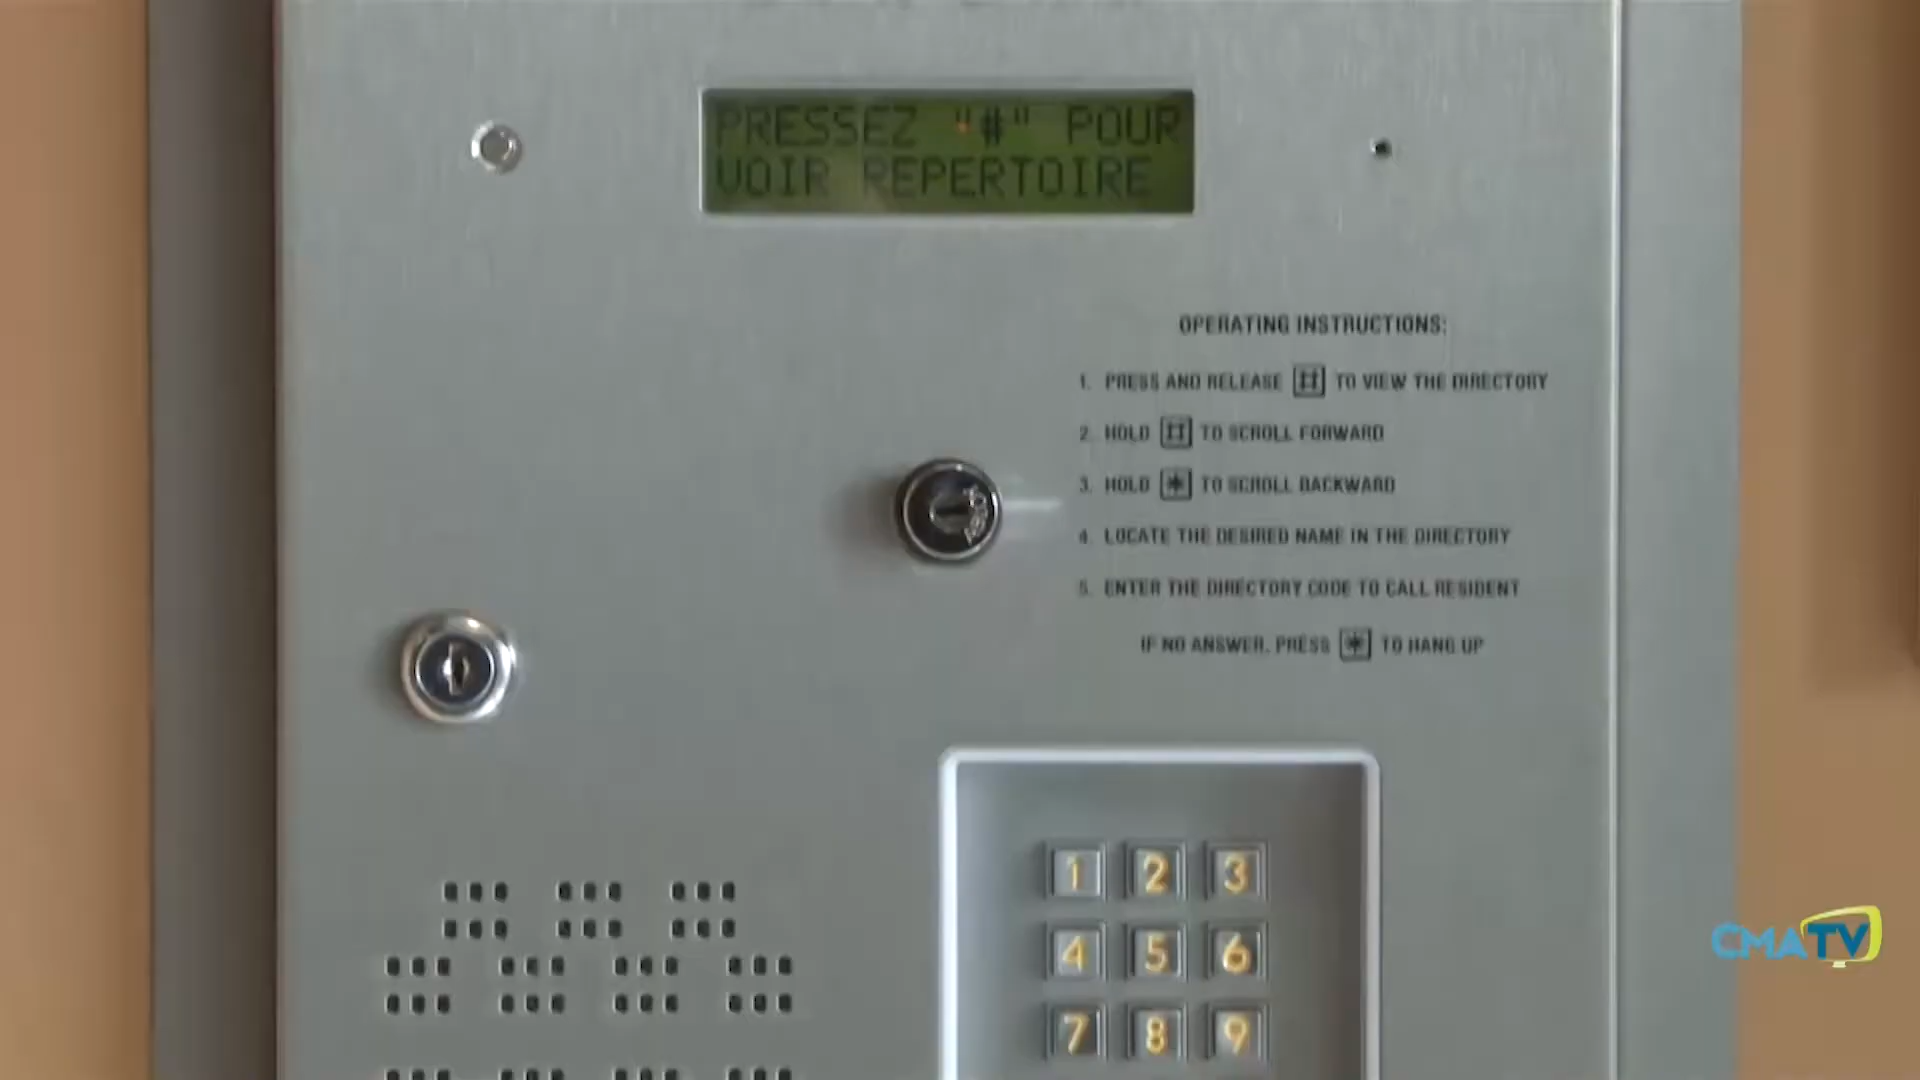 PRESSEZ "#" POUR
VOIR REPERTOIRE
OPERATING INSTRUCTIONS:
1. PRESS AND RELEASE # TO VIEW THE DIRECTORY
2. HOLD # TO SCROLL FORWARD
3. HOLD * TO SCROLL BACKWARD
4. LOCATE THE DESIRED NAME IN THE DIRECTORY
5. ENTER THE DIRECTORY CODE TO CALL RESIDENT
IF NO ANSWER, PRESS * TO HANG UP
1 2 3
4 5 6
7 8 9
CMATV